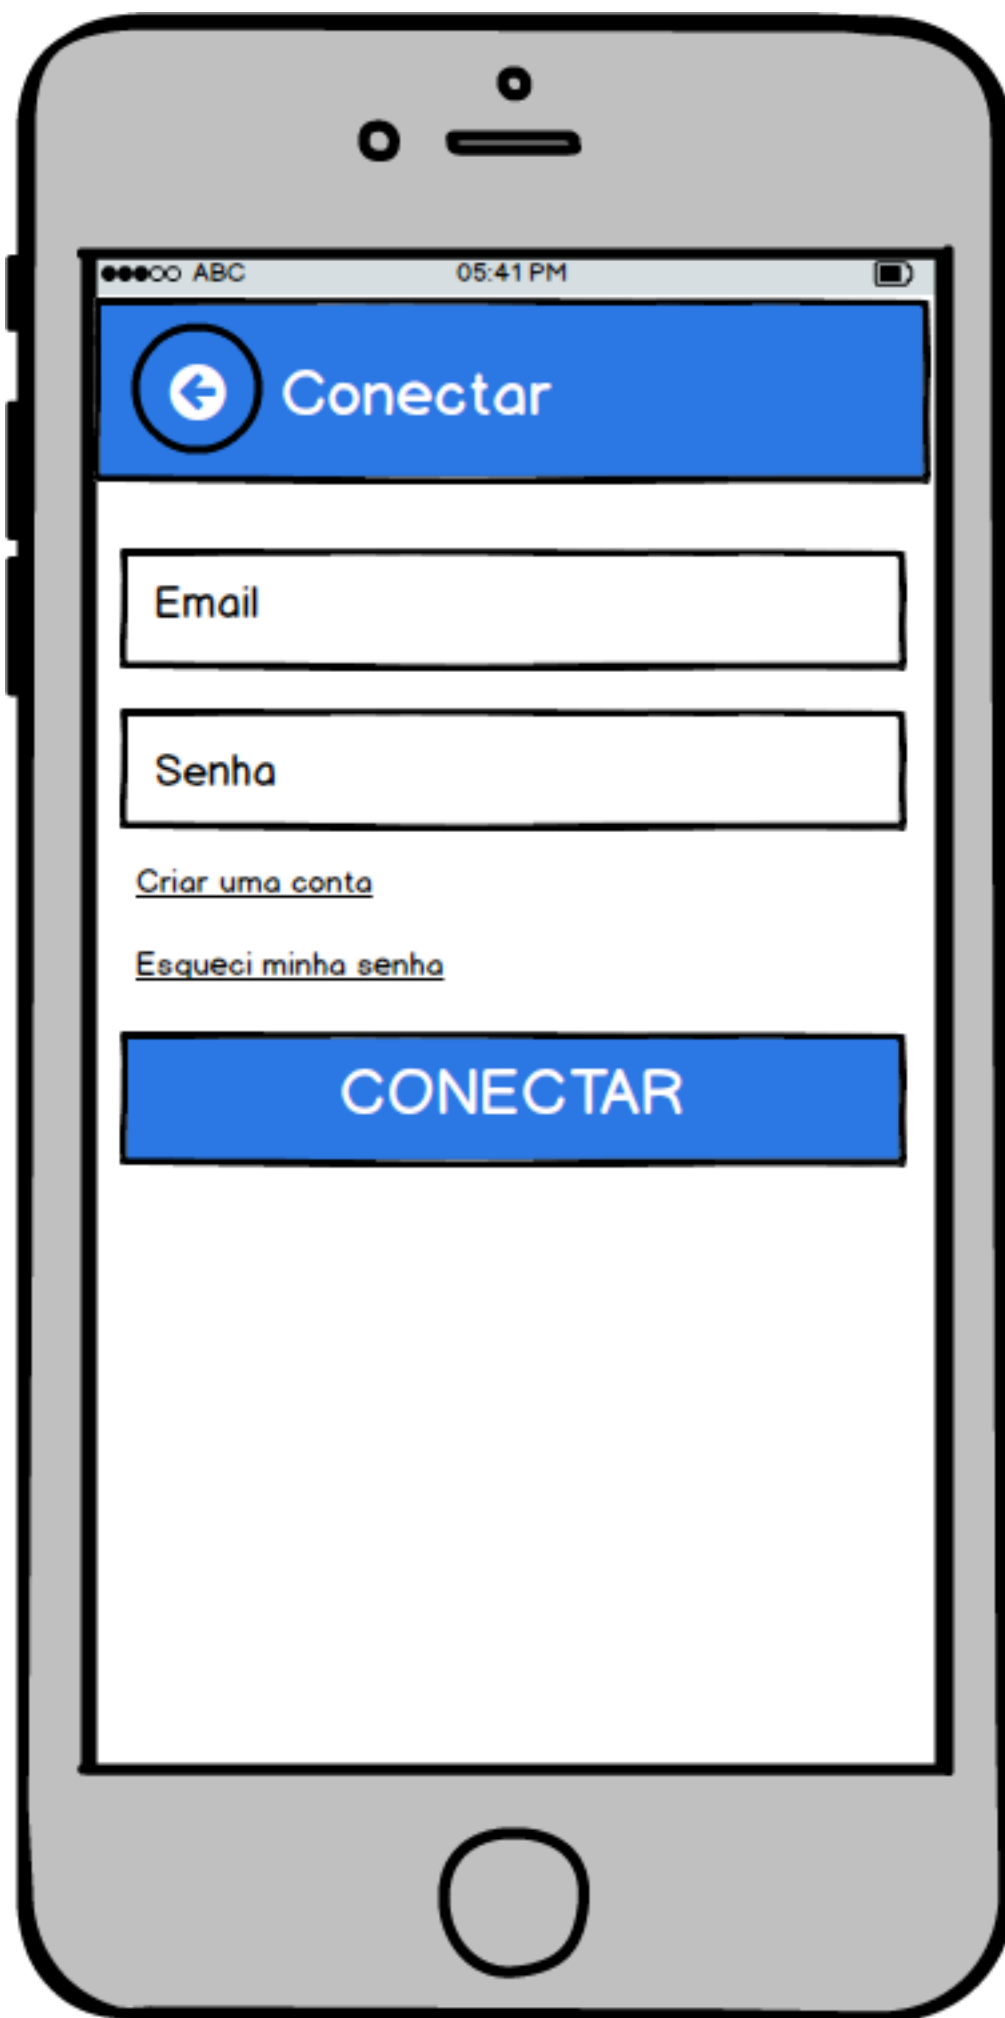 ABC 05:41 PM
Conectar
Email
Senha
Criar uma conta
Esqueci minha senha
CONECTAR